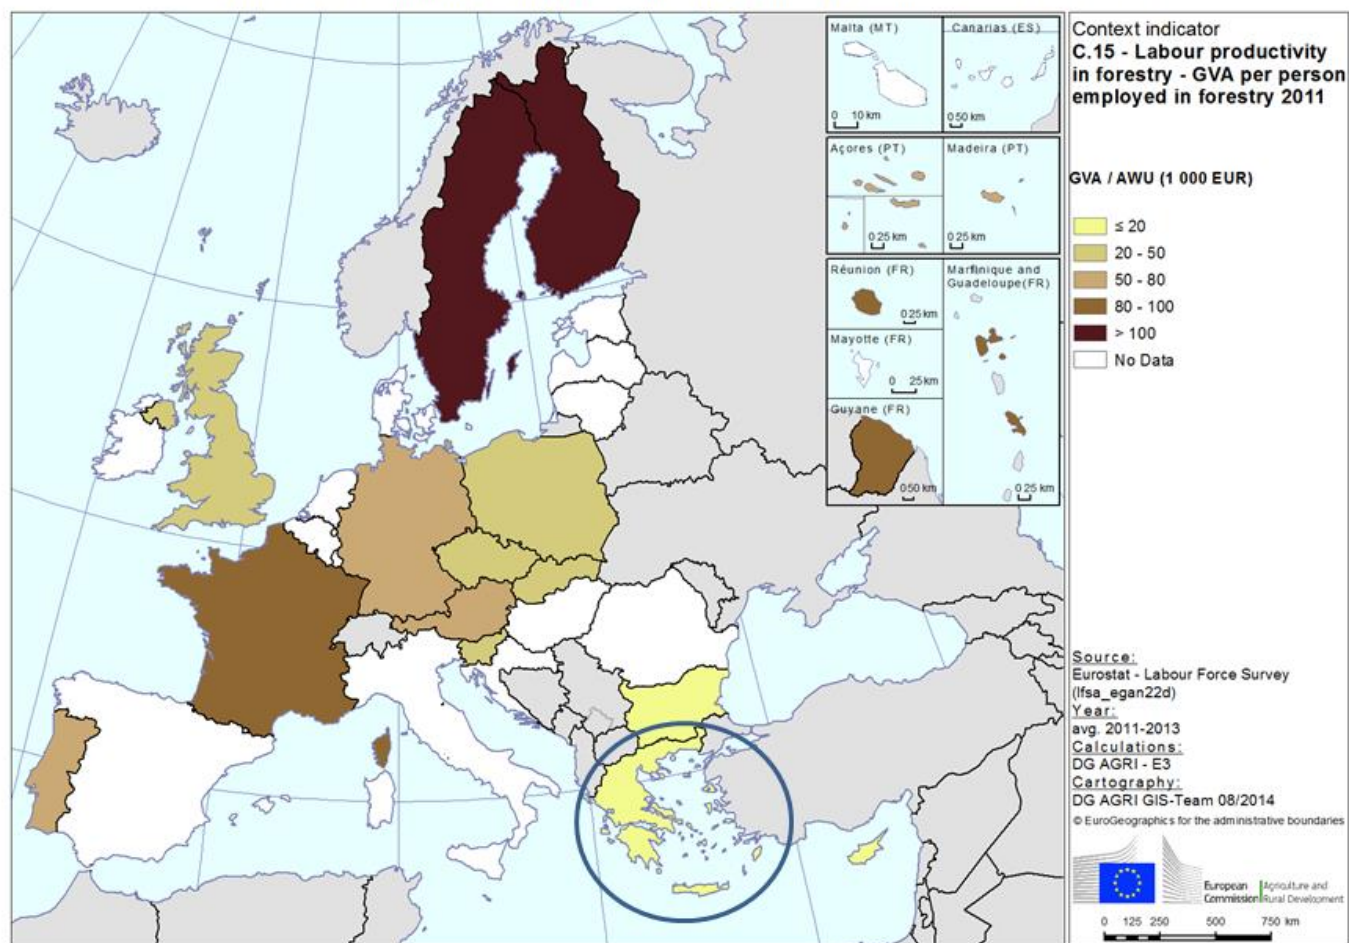 Malta (MT)
Canarias (ES)
0 10 km
0 50 km
Açores (PT)
Madeira (PT)
0 25 km
0 25 km
Réunion (FR)
Martinique and
Guadeloupe(FR)
0 25 km
Mayotte (FR)
0 25 km
Guyane (FR)
0 50 km
0 25 km
Context indicator
C.15 - Labour productivity
in forestry - GVA per person
employed in forestry 2011
GVA / AWU (1 000 EUR)
≤ 20
20 - 50
50 - 80
80 - 100
> 100
No Data
Source:
Eurostat - Labour Force Survey
(lfsa_egan22d)
Year:
avg. 2011-2013
Calculations:
DG AGRI - E3
Cartography:
DG AGRI GIS-Team 08/2014
© EuroGeographics for the administrative boundaries
European
Commission
Agriculture and
Rural Development
0 125 250 500 750 km